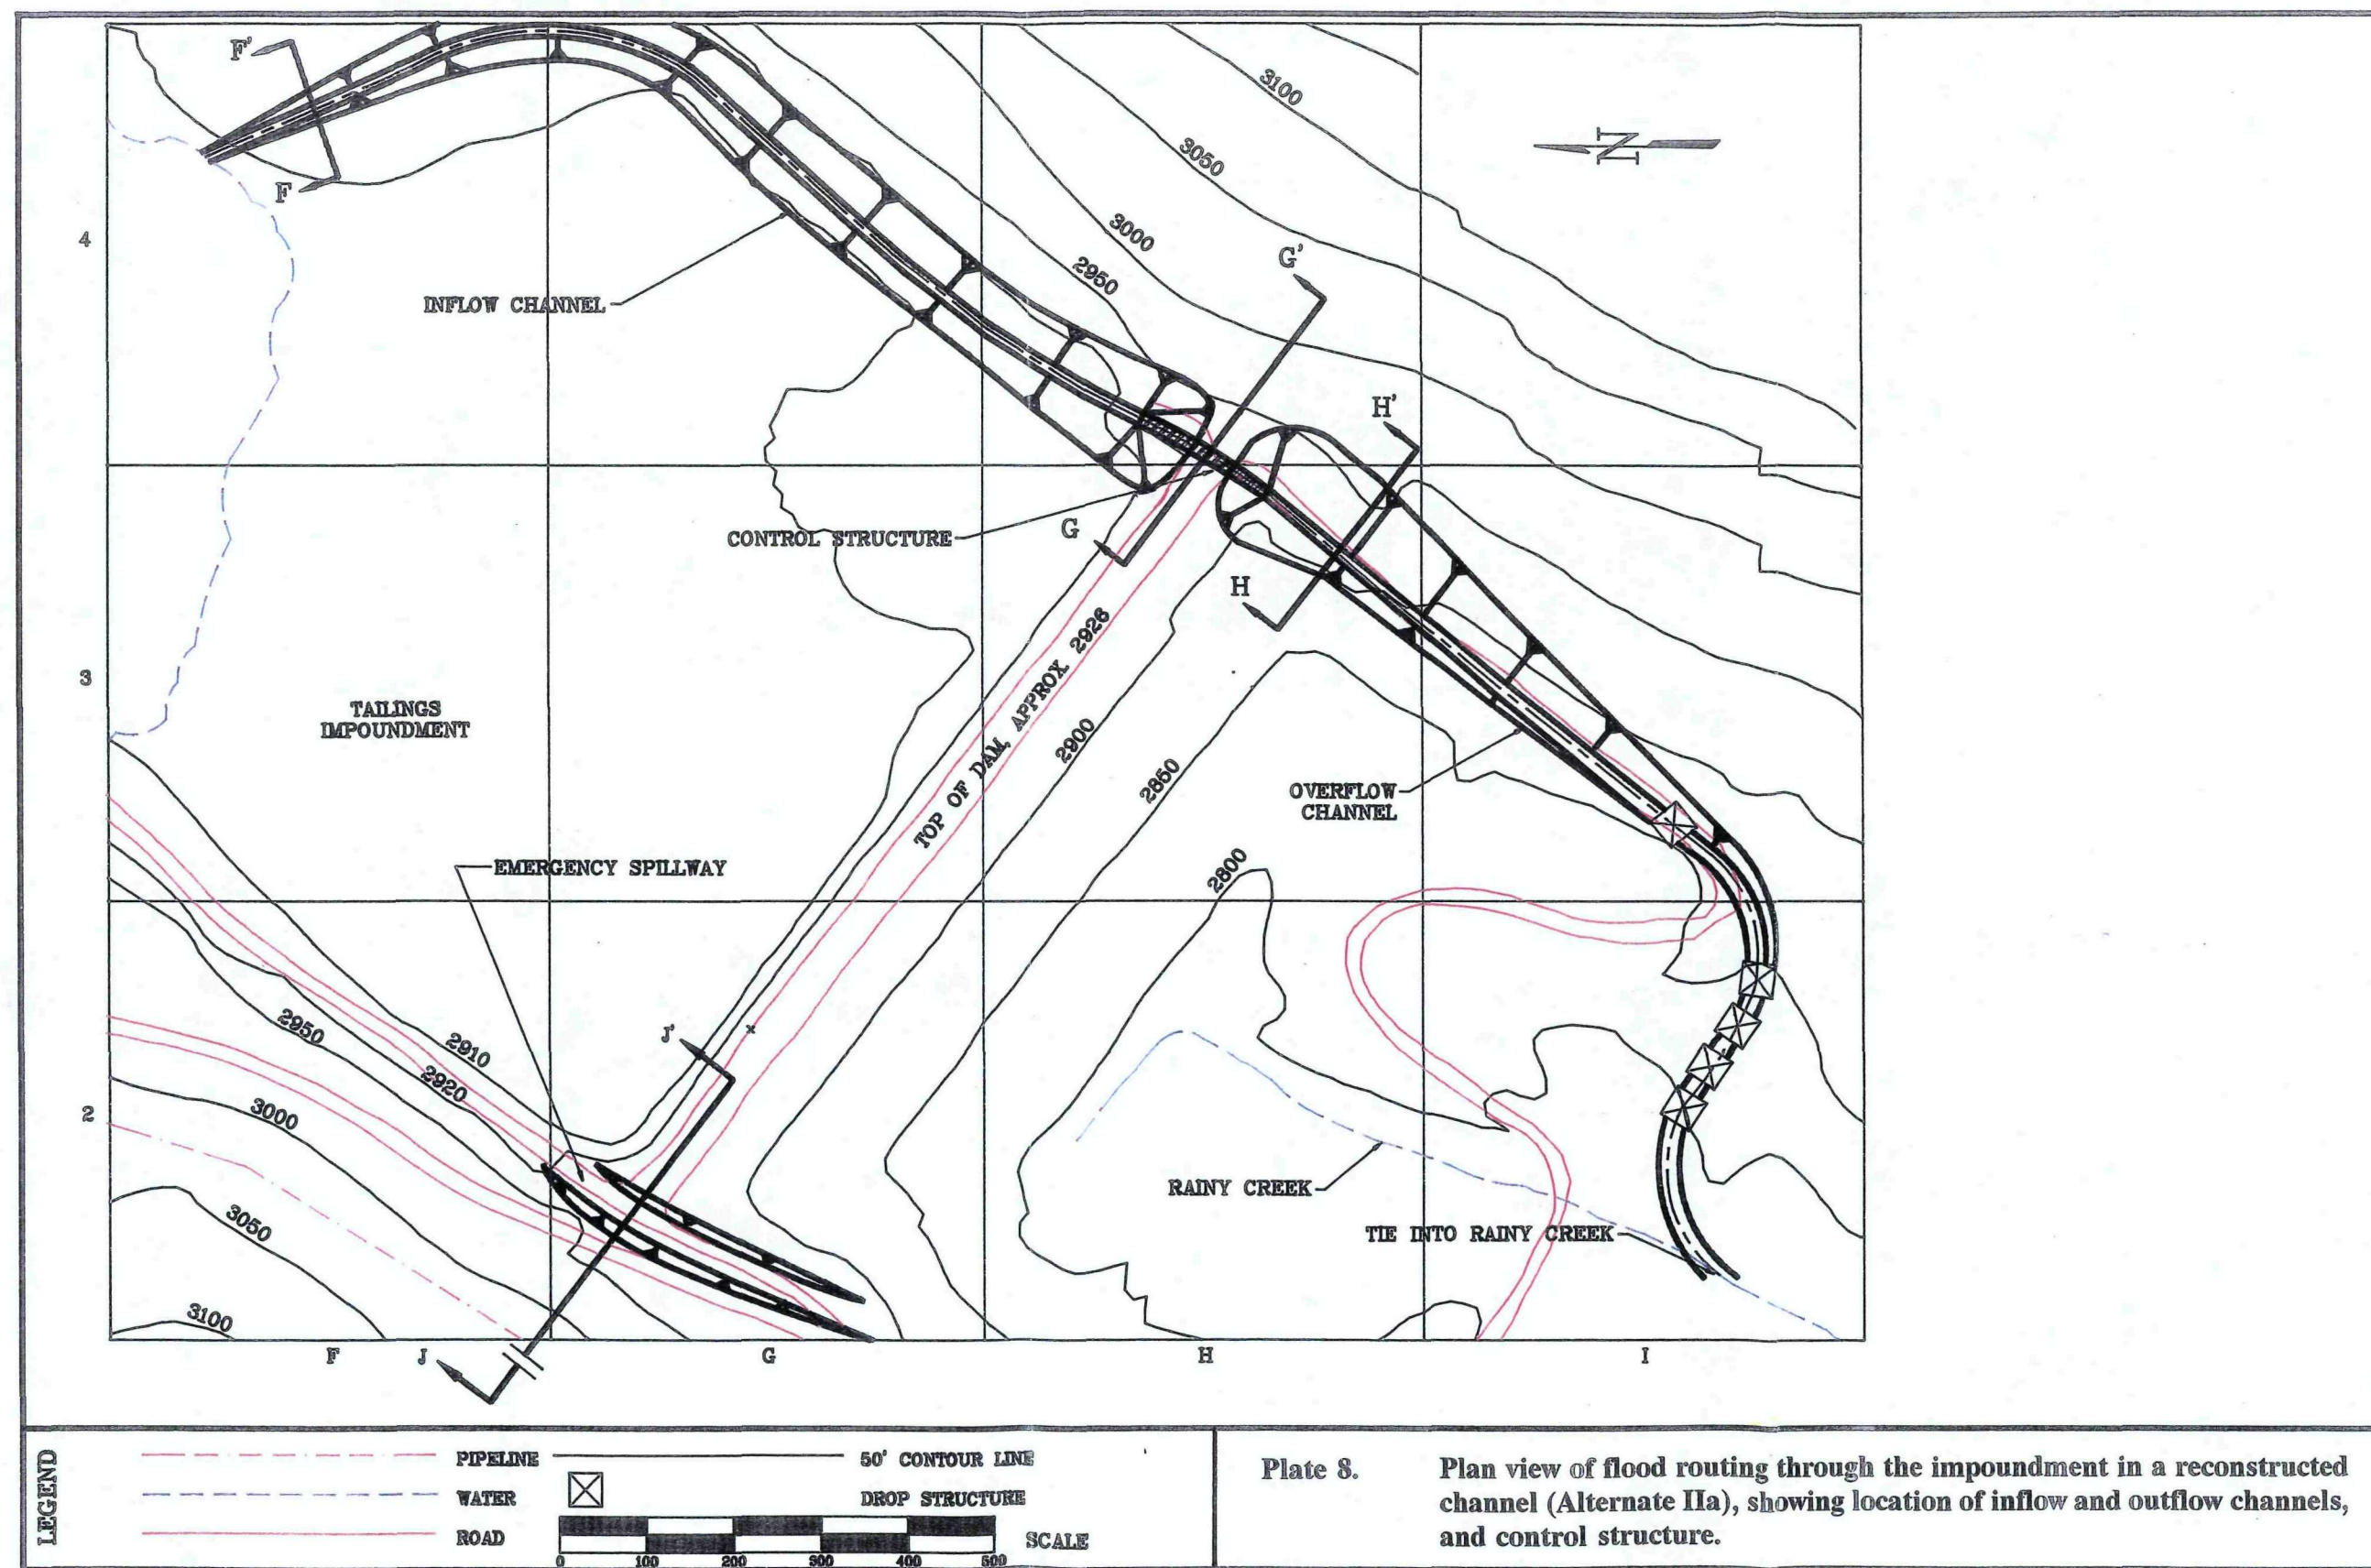 F'
F
3100
N
3050
4
3000
G'
2950
INFLOW CHANNEL
H'
G
CONTROL STRUCTURE
H
TOP OF DAM, APPROX. 2926
3
TAILINGS
IMPOUNDMENT
2900
2850
OVERFLOW
CHANNEL
EMERGENCY SPILLWAY
2800
2950
2910
J'
2920
3000
2
RAINY CREEK
3050
TIE INTO RAINY CREEK
3100
F
J
G
H
I
LEGEND
PIPELINE
50' CONTOUR LINE
WATER
DROP STRUCTURE
ROAD
SCALE
0 100 200 300 400 500
Plate 8.
Plan view of flood routing through the impoundment in a reconstructed
channel (Alternate IIa), showing location of inflow and outflow channels,
and control structure.